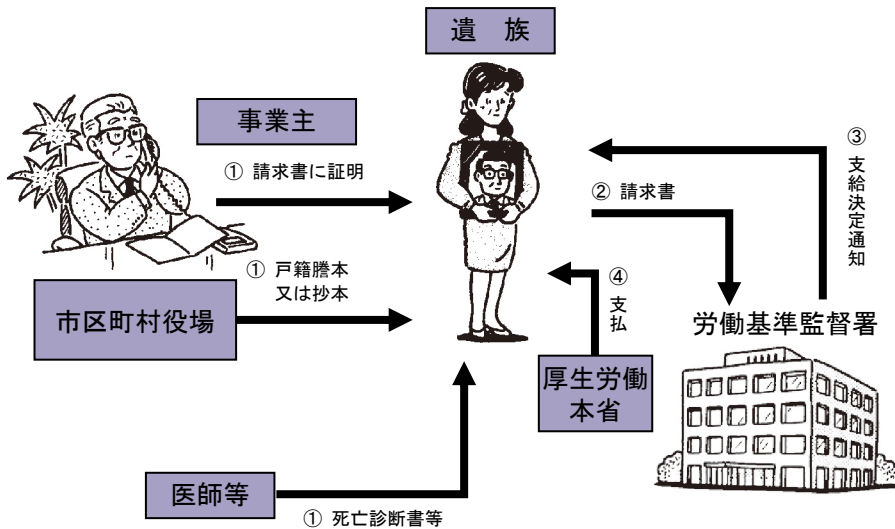 遺　族
事業主
① 請求書に証明
① 戸籍謄本
又は抄本
市区町村役場
② 請求書
③ 支給決定通知
④ 支払
労働基準監督署
厚生労働
本省
医師等
① 死亡診断書等